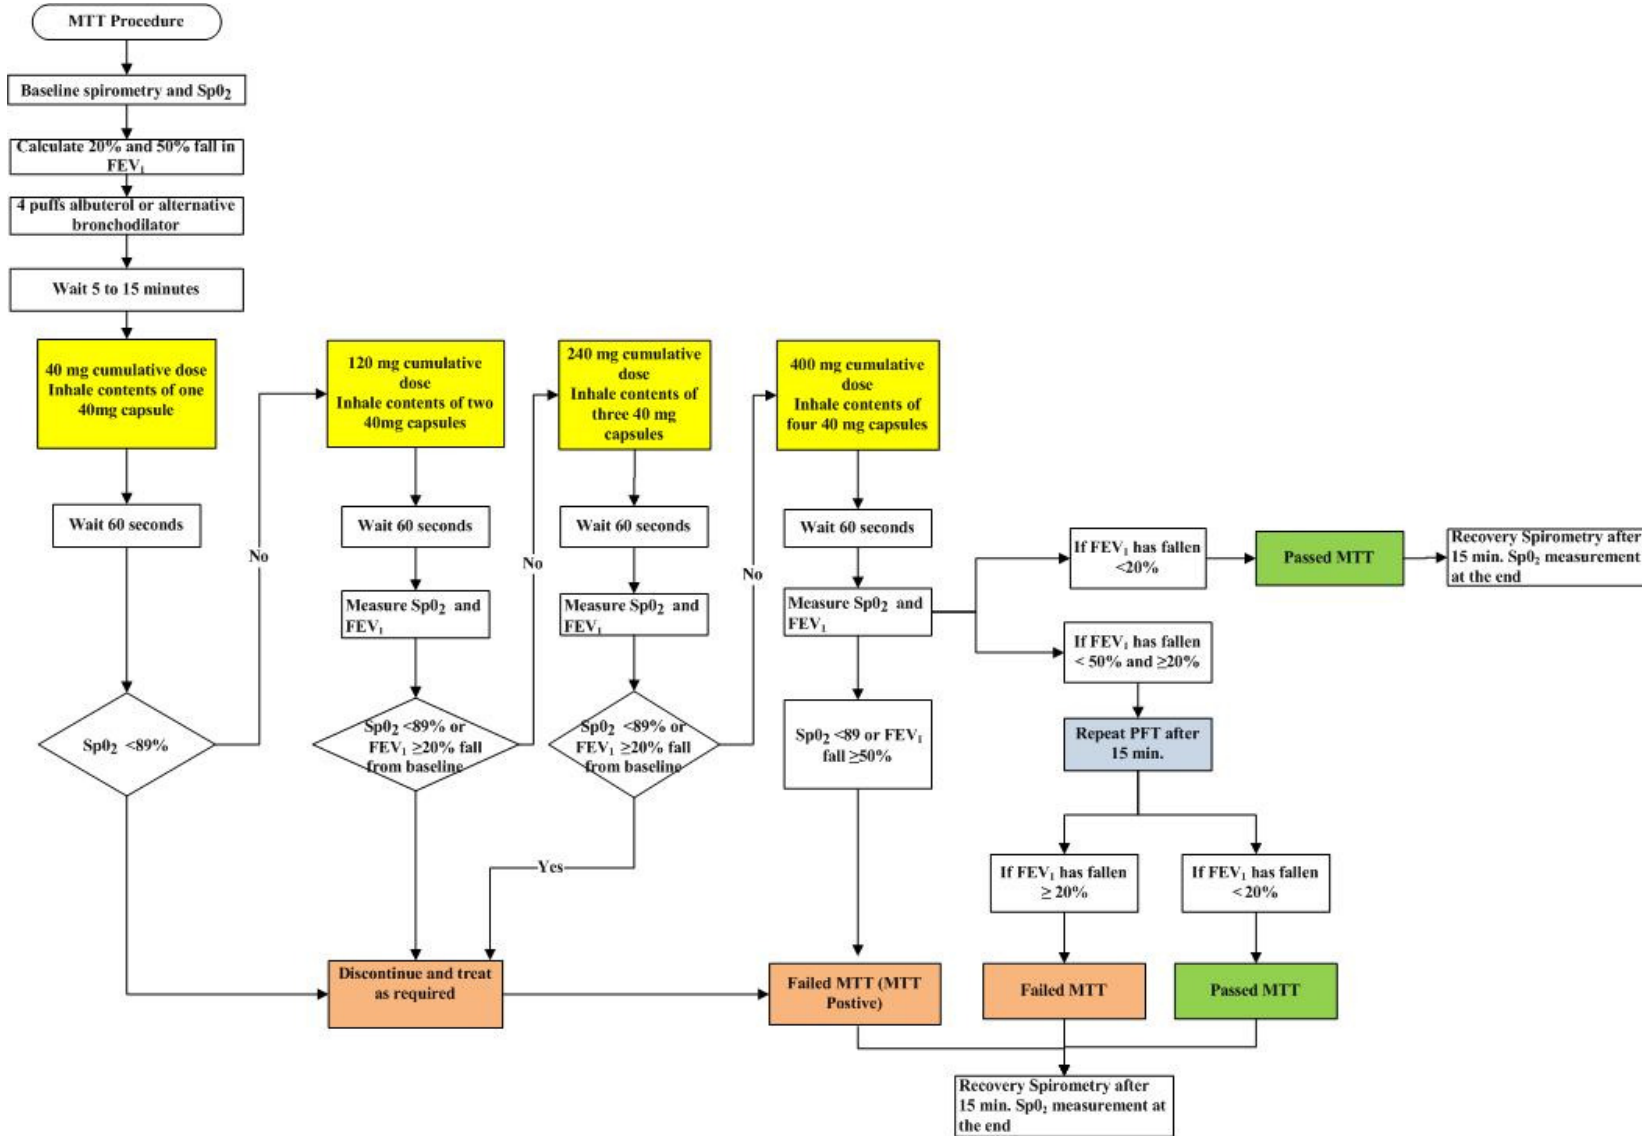 MTT Procedure
Baseline spirometry and Sp0₂
Calculate 20% and 50% fall in
FEV₁
4 puffs albuterol or alternative
bronchodilator
Wait 5 to 15 minutes
40 mg cumulative dose
Inhale contents of one
40mg capsule
Wait 60 seconds
Sp0₂ <89%
No
120 mg cumulative
dose
Inhale contents of two
40mg capsules
Wait 60 seconds
Measure Sp0₂ and
FEV₁
Sp0₂ <89% or
FEV₁ ≥20% fall
from baseline
No
240 mg cumulative
dose
Inhale contents of
three 40 mg
capsules
Wait 60 seconds
Measure Sp0₂ and
FEV₁
Sp0₂ <89% or
FEV₁ ≥20% fall
from baseline
No
Yes
400 mg cumulative
dose
Inhale contents of
four 40 mg capsules
Wait 60 seconds
Measure Sp0₂ and
FEV₁
Sp0₂ <89 or FEV₁
fall ≥50%
Discontinue and treat
as required
Failed MTT (MTT
Postive)
If FEV₁ has fallen
<20%
Passed MTT
Recovery Spirometry after
15 min. Sp0₂ measurement
at the end
If FEV₁ has fallen
< 50% and ≥20%
Repeat PFT after
15 min.
If FEV₁ has fallen
≥ 20%
If FEV₁ has fallen
< 20%
Failed MTT
Passed MTT
Recovery Spirometry after
15 min. Sp0₂ measurement at
the end